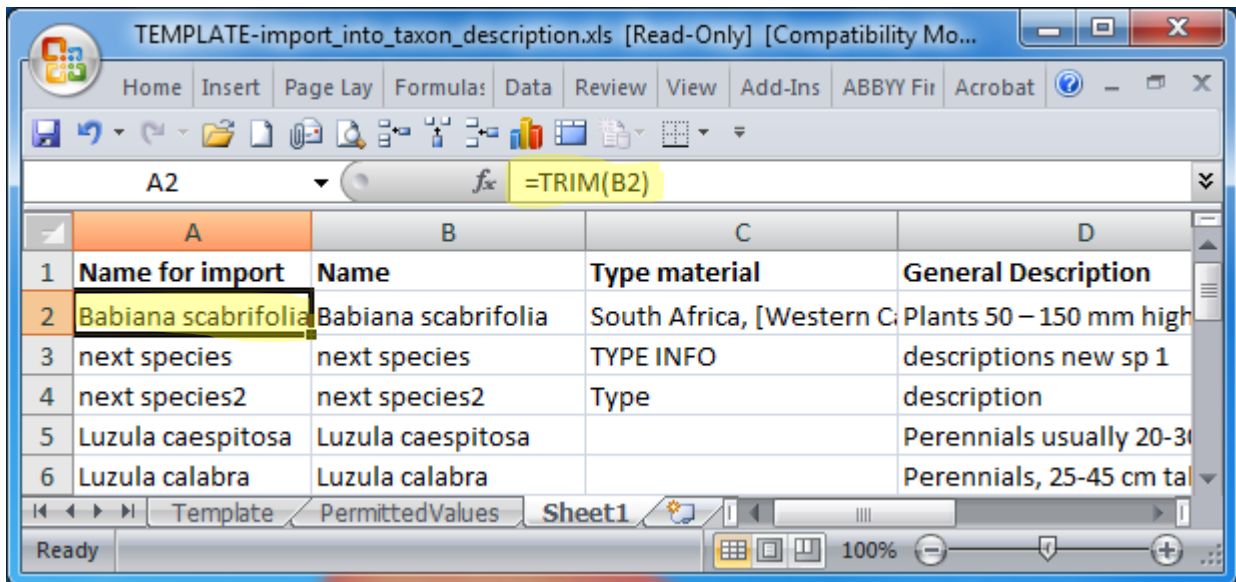 TEMPLATE-import_into_taxon_description.xls [Read-Only] [Compatibility Mo...
Home Insert Page Lay Formulas Data Review View Add-Ins ABBYY Fir Acrobat
A2 fx =TRIM(B2)
A B C D
1 Name for import Name Type material General Description
2 Babiana scabrifolia Babiana scabrifolia South Africa, [Western Ca Plants 50 – 150 mm high
3 next species next species TYPE INFO descriptions new sp 1
4 next species2 next species2 Type description
5 Luzula caespitosa Luzula caespitosa Perennials usually 20-30
6 Luzula calabra Luzula calabra Perennials, 25-45 cm tal
Template PermittedValues Sheet1
Ready 100%